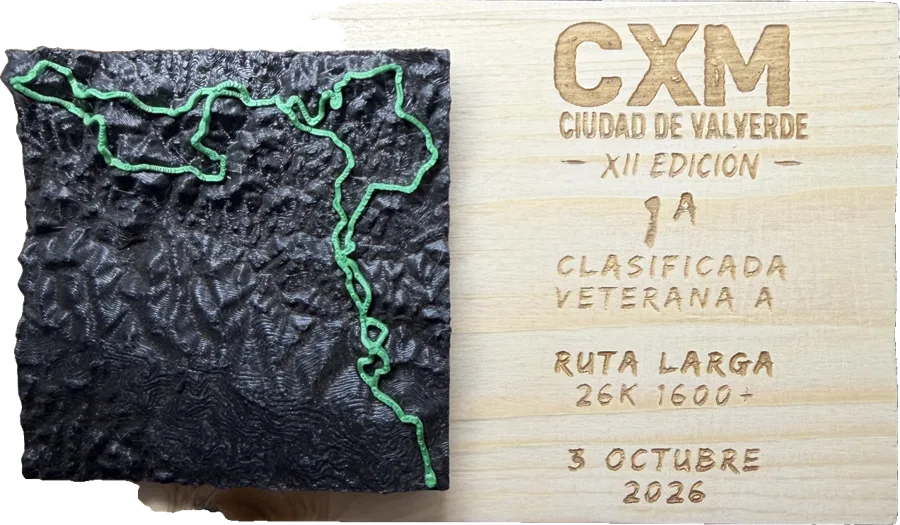 CXM
CIUDAD DE VALVERDE
- XII EDICION -
1ª
CLASIFICADA
VETERANA A
RUTA LARGA
26K 1600+
3 OCTUBRE
2026